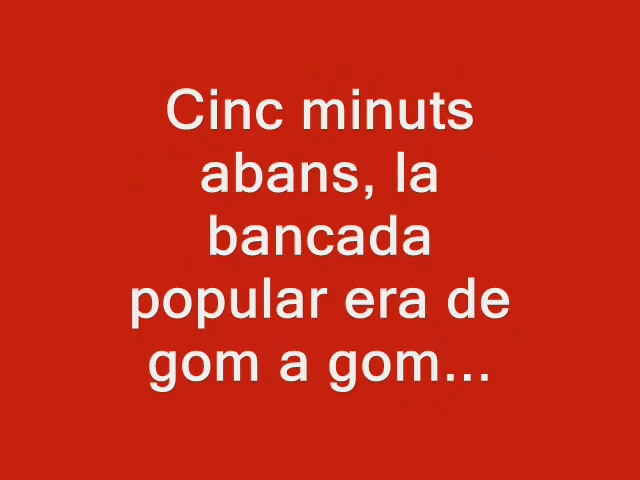 Cinc minuts
abans, la
bancada
popular era de
gom a gom...